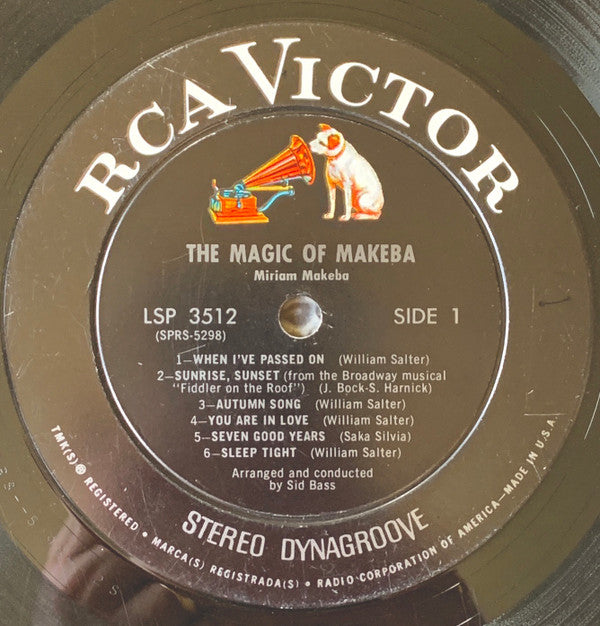 RCA VICTOR
THE MAGIC OF MAKEBA
Miriam Makeba
LSP 3512 SIDE 1
(SPRS-5298)
1—WHEN I'VE PASSED ON (William Salter)
2—SUNRISE, SUNSET (from the Broadway musical
"Fiddler on the Roof") (J. Bock-S. Harnick)
3—AUTUMN SONG (William Salter)
4—YOU ARE IN LOVE (William Salter)
5—SEVEN GOOD YEARS (Saka Silvia)
6—SLEEP TIGHT (William Salter)
Arranged and conducted
by Sid Bass
STEREO DYNAGROOVE
TMK(S) ® REGISTERED • MARCA(S) REGISTRADA(S) • RADIO CORPORATION OF AMERICA—MADE IN U.S.A.